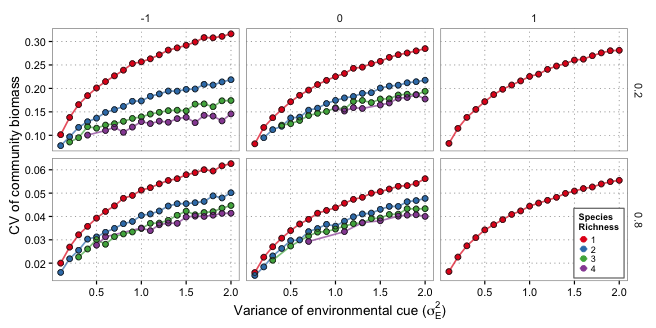 -1 0 1
CV of community biomass
0.30
0.25
0.20
0.15
0.10
0.2
0.06
0.05
0.04
0.03
0.02
0.8
Species
Richness
1
2
3
4
0.5 1.0 1.5 2.0 0.5 1.0 1.5 2.0 0.5 1.0 1.5 2.0
Variance of environmental cue (σ²E)